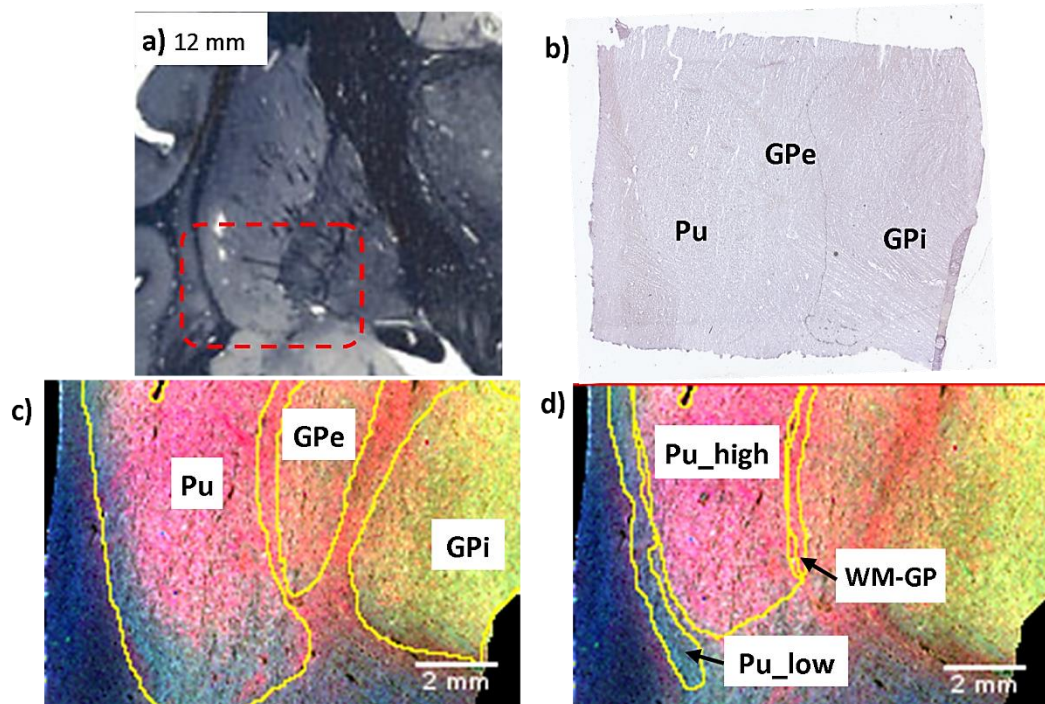 a) 12 mm
b)
GPe
Pu
GPi
c)
GPe
Pu
GPi
2 mm
d)
Pu_high
WM-GP
Pu_low
2 mm